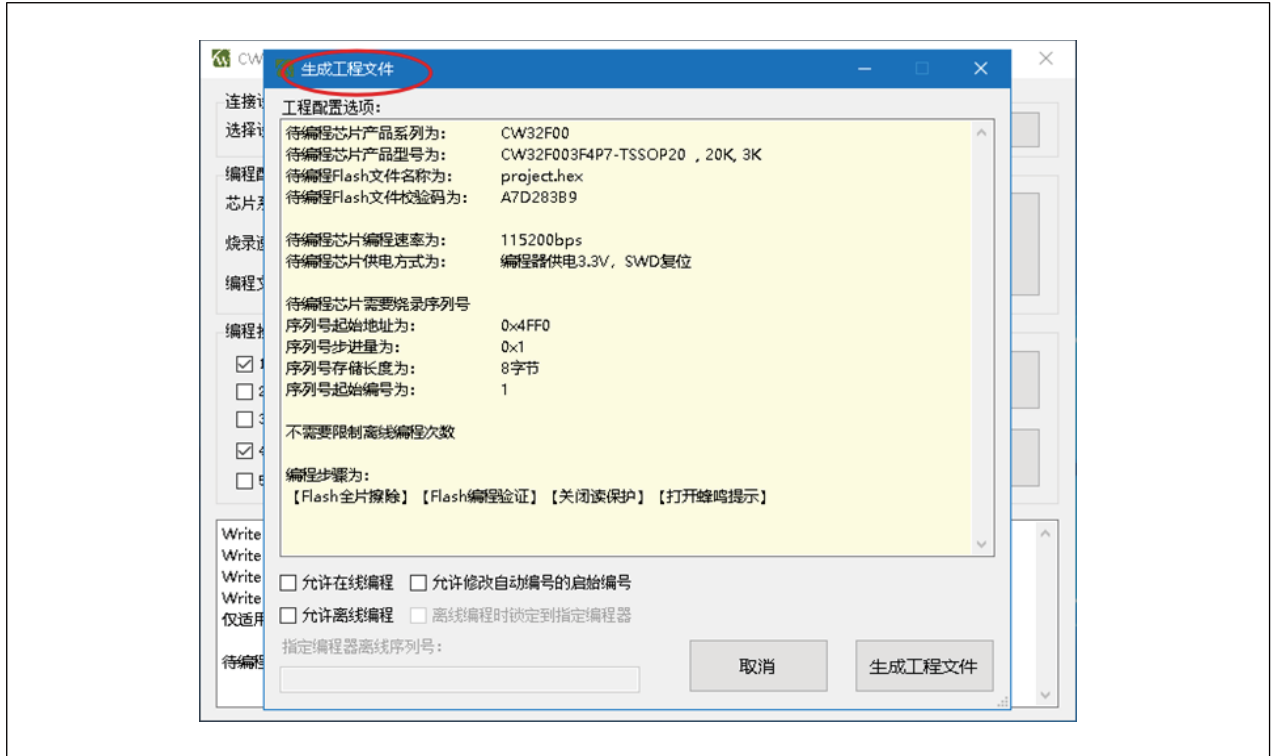 CW
生成工程文件
连接
选择
编程
芯片
烧录
编程
编程
工程配置选项：
待编程芯片产品系列为： CW32F00
待编程芯片产品型号为： CW32F003F4P7-TSSOP20 , 20K, 3K
待编程Flash文件名称为： project.hex
待编程Flash文件校验码为： A7D283B9
待编程芯片编程速率为： 115200bps
待编程芯片供电方式为： 编程器供电3.3V，SWD复位
待编程芯片需要烧录序列号
序列号起始地址为： 0x4FF0
序列号步进量为： 0x1
序列号存储长度为： 8字节
序列号起始编号为： 1
不需要限制离线编程次数
编程步骤为：
【Flash全片擦除】【Flash编程验证】【关闭读保护】【打开蜂鸣提示】
Write
Write
Write
Write
仅适用
待编程
允许在线编程 允许修改自动编号的启始编号
允许离线编程 离线编程时锁定到指定编程器
指定编程器离线序列号：
取消 生成工程文件